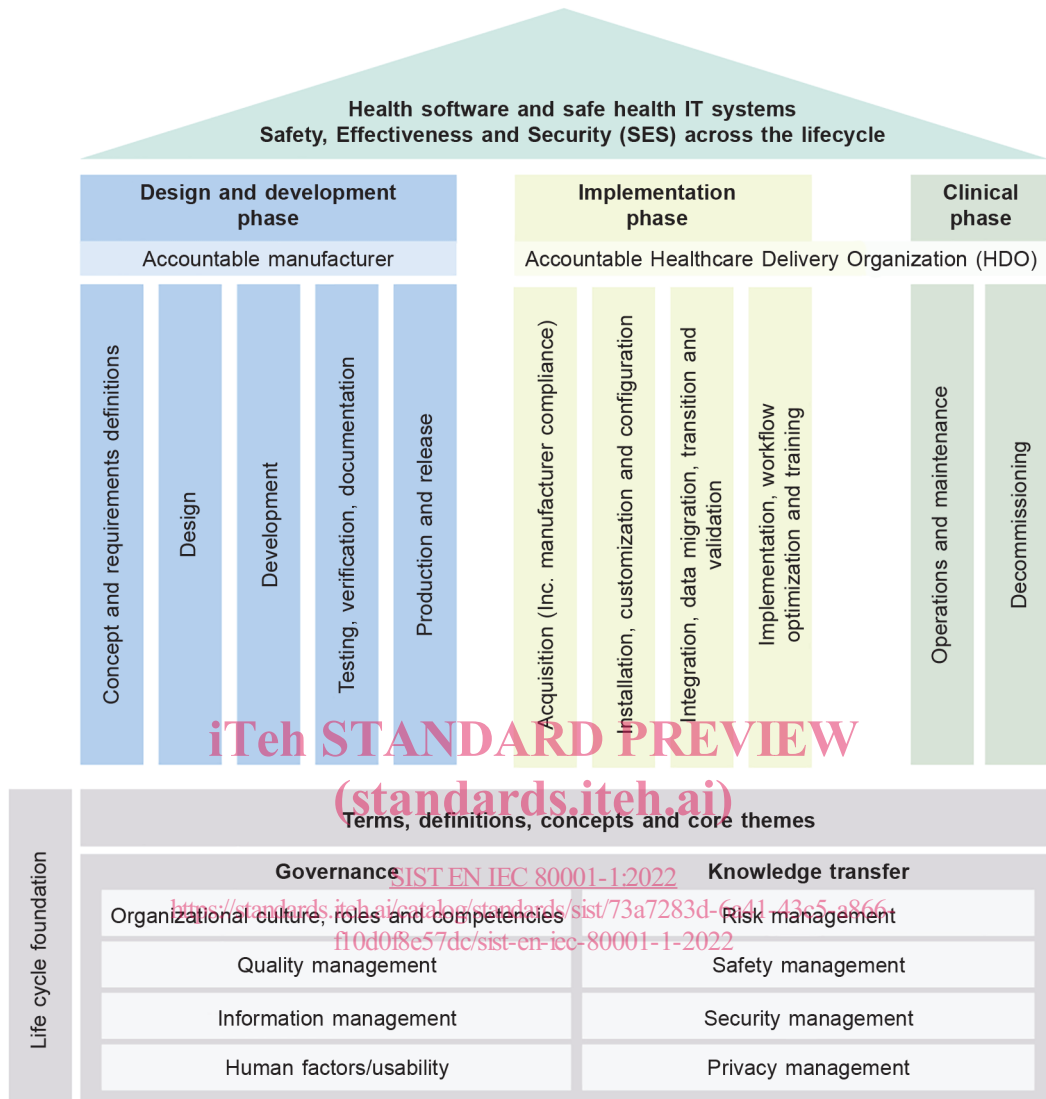 Health software and safe health IT systems
Safety, Effectiveness and Security (SES) across the lifecycle
Design and development
phase
Accountable manufacturer
Implementation
phase
Clinical
phase
Accountable Healthcare Delivery Organization (HDO)
Concept and requirements definitions
Design
Development
Testing, verification, documentation
Production and release
Acquisition (Inc. manufacturer compliance)
Installation, customization and configuration
Integration, data migration, transition and
validation
Implementation, workflow
optimization and training
Operations and maintenance
Decommissioning
iTeh STANDARD PREVIEW
(standards.iteh.ai)
Life cycle foundation
Terms, definitions, concepts and core themes
Governance
Knowledge transfer
SIST EN IEC 80001-1:2022
https://standards.iteh.ai/catalog/standards/sist/73a7283d-6a41-43c5-a866-
f10d0f8e57dc/sist-en-iec-80001-1-2022
Organizational culture, roles and competencies
Risk management
Quality management
Safety management
Information management
Security management
Human factors/usability
Privacy management